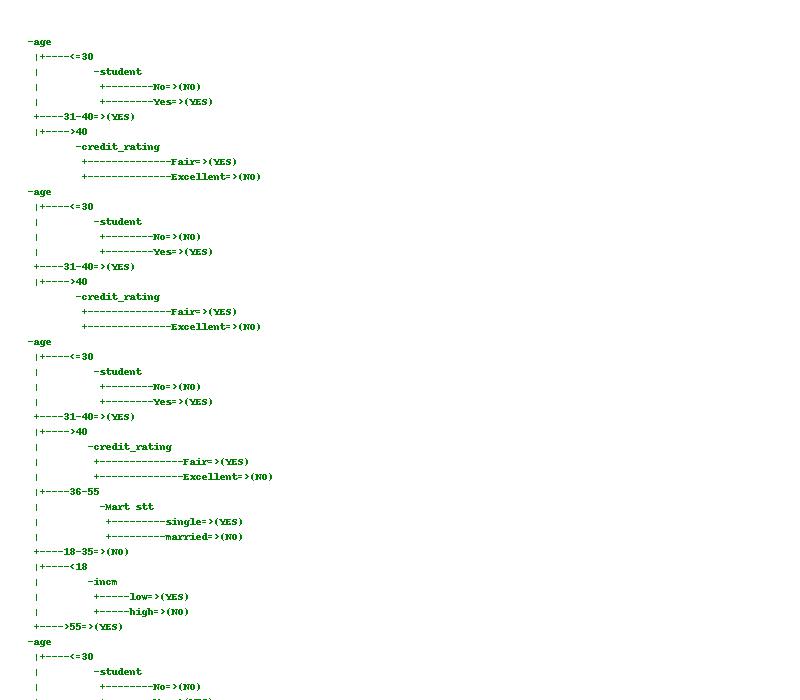 -age
|+----<=30
| -student
| +--------No=>(NO)
| +--------Yes=>(YES)
+----31-40=>(YES)
|+---->40
-credit_rating
+--------------Fair=>(YES)
+--------------Excellent=>(NO)
-age
|+----<=30
| -student
| +--------No=>(NO)
| +--------Yes=>(YES)
+----31-40=>(YES)
|+---->40
-credit_rating
+--------------Fair=>(YES)
+--------------Excellent=>(NO)
-age
|+----<=30
| -student
| +--------No=>(NO)
| +--------Yes=>(YES)
+----31-40=>(YES)
|+---->40
| -credit_rating
| +--------------Fair=>(YES)
| +--------------Excellent=>(NO)
|+----36-55
| -Mart stt
| +---------single=>(YES)
| +---------married=>(NO)
+----18-35=>(NO)
|+----<18
| -incm
| +-----low=>(YES)
| +-----high=>(NO)
+---->55=>(YES)
-age
|+----<=30
| -student
| +--------No=>(NO)